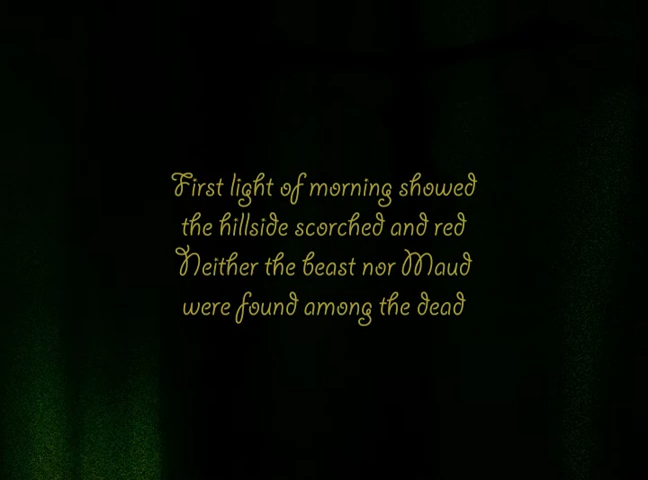 First light of morning showed
the hillside scorched and red
Neither the beast nor Maud
were found among the dead